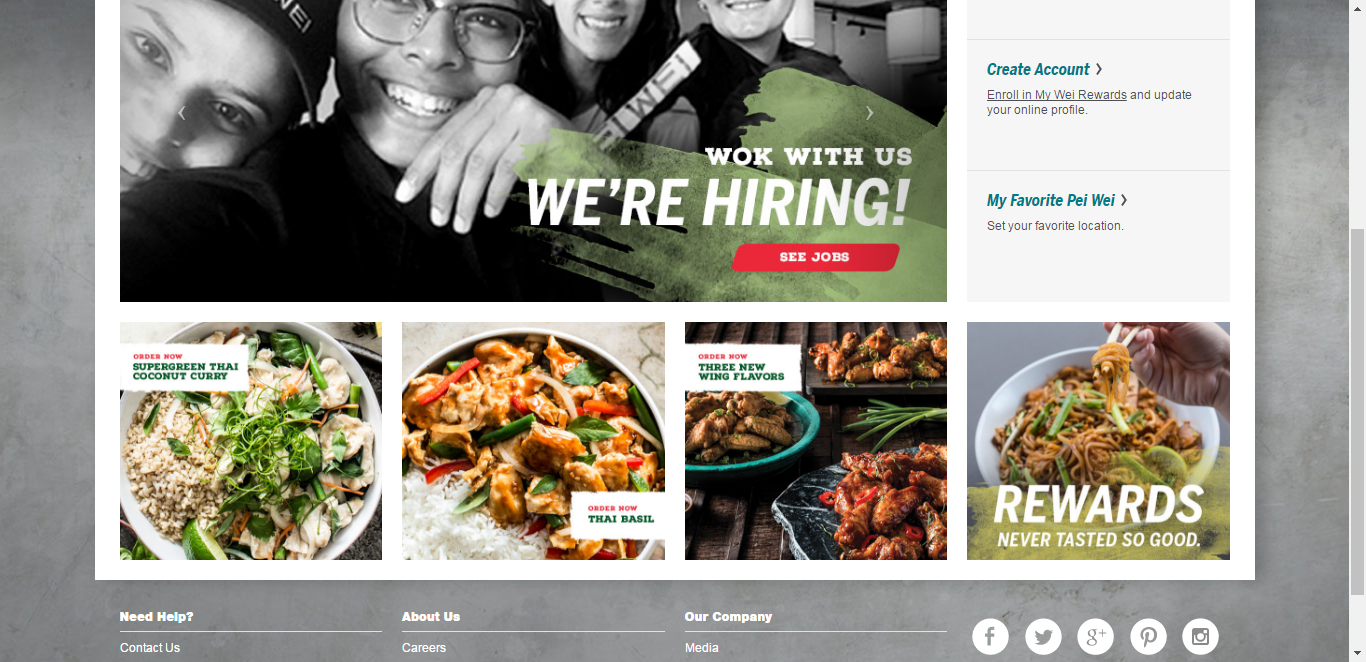 WEI
WEI
WOK WITH US
WE'RE HIRING!
SEE JOBS
Create Account
Enroll in My Wei Rewards and update
your online profile.
My Favorite Pei Wei
Set your favorite location.
ORDER NOW
SUPERGREEN THAI
COCONUT CURRY
ORDER NOW
THAI BASIL
ORDER NOW
THREE NEW
WING FLAVORS
REWARDS
NEVER TASTED SO GOOD.
Need Help?
Contact Us
About Us
Careers
Our Company
Media